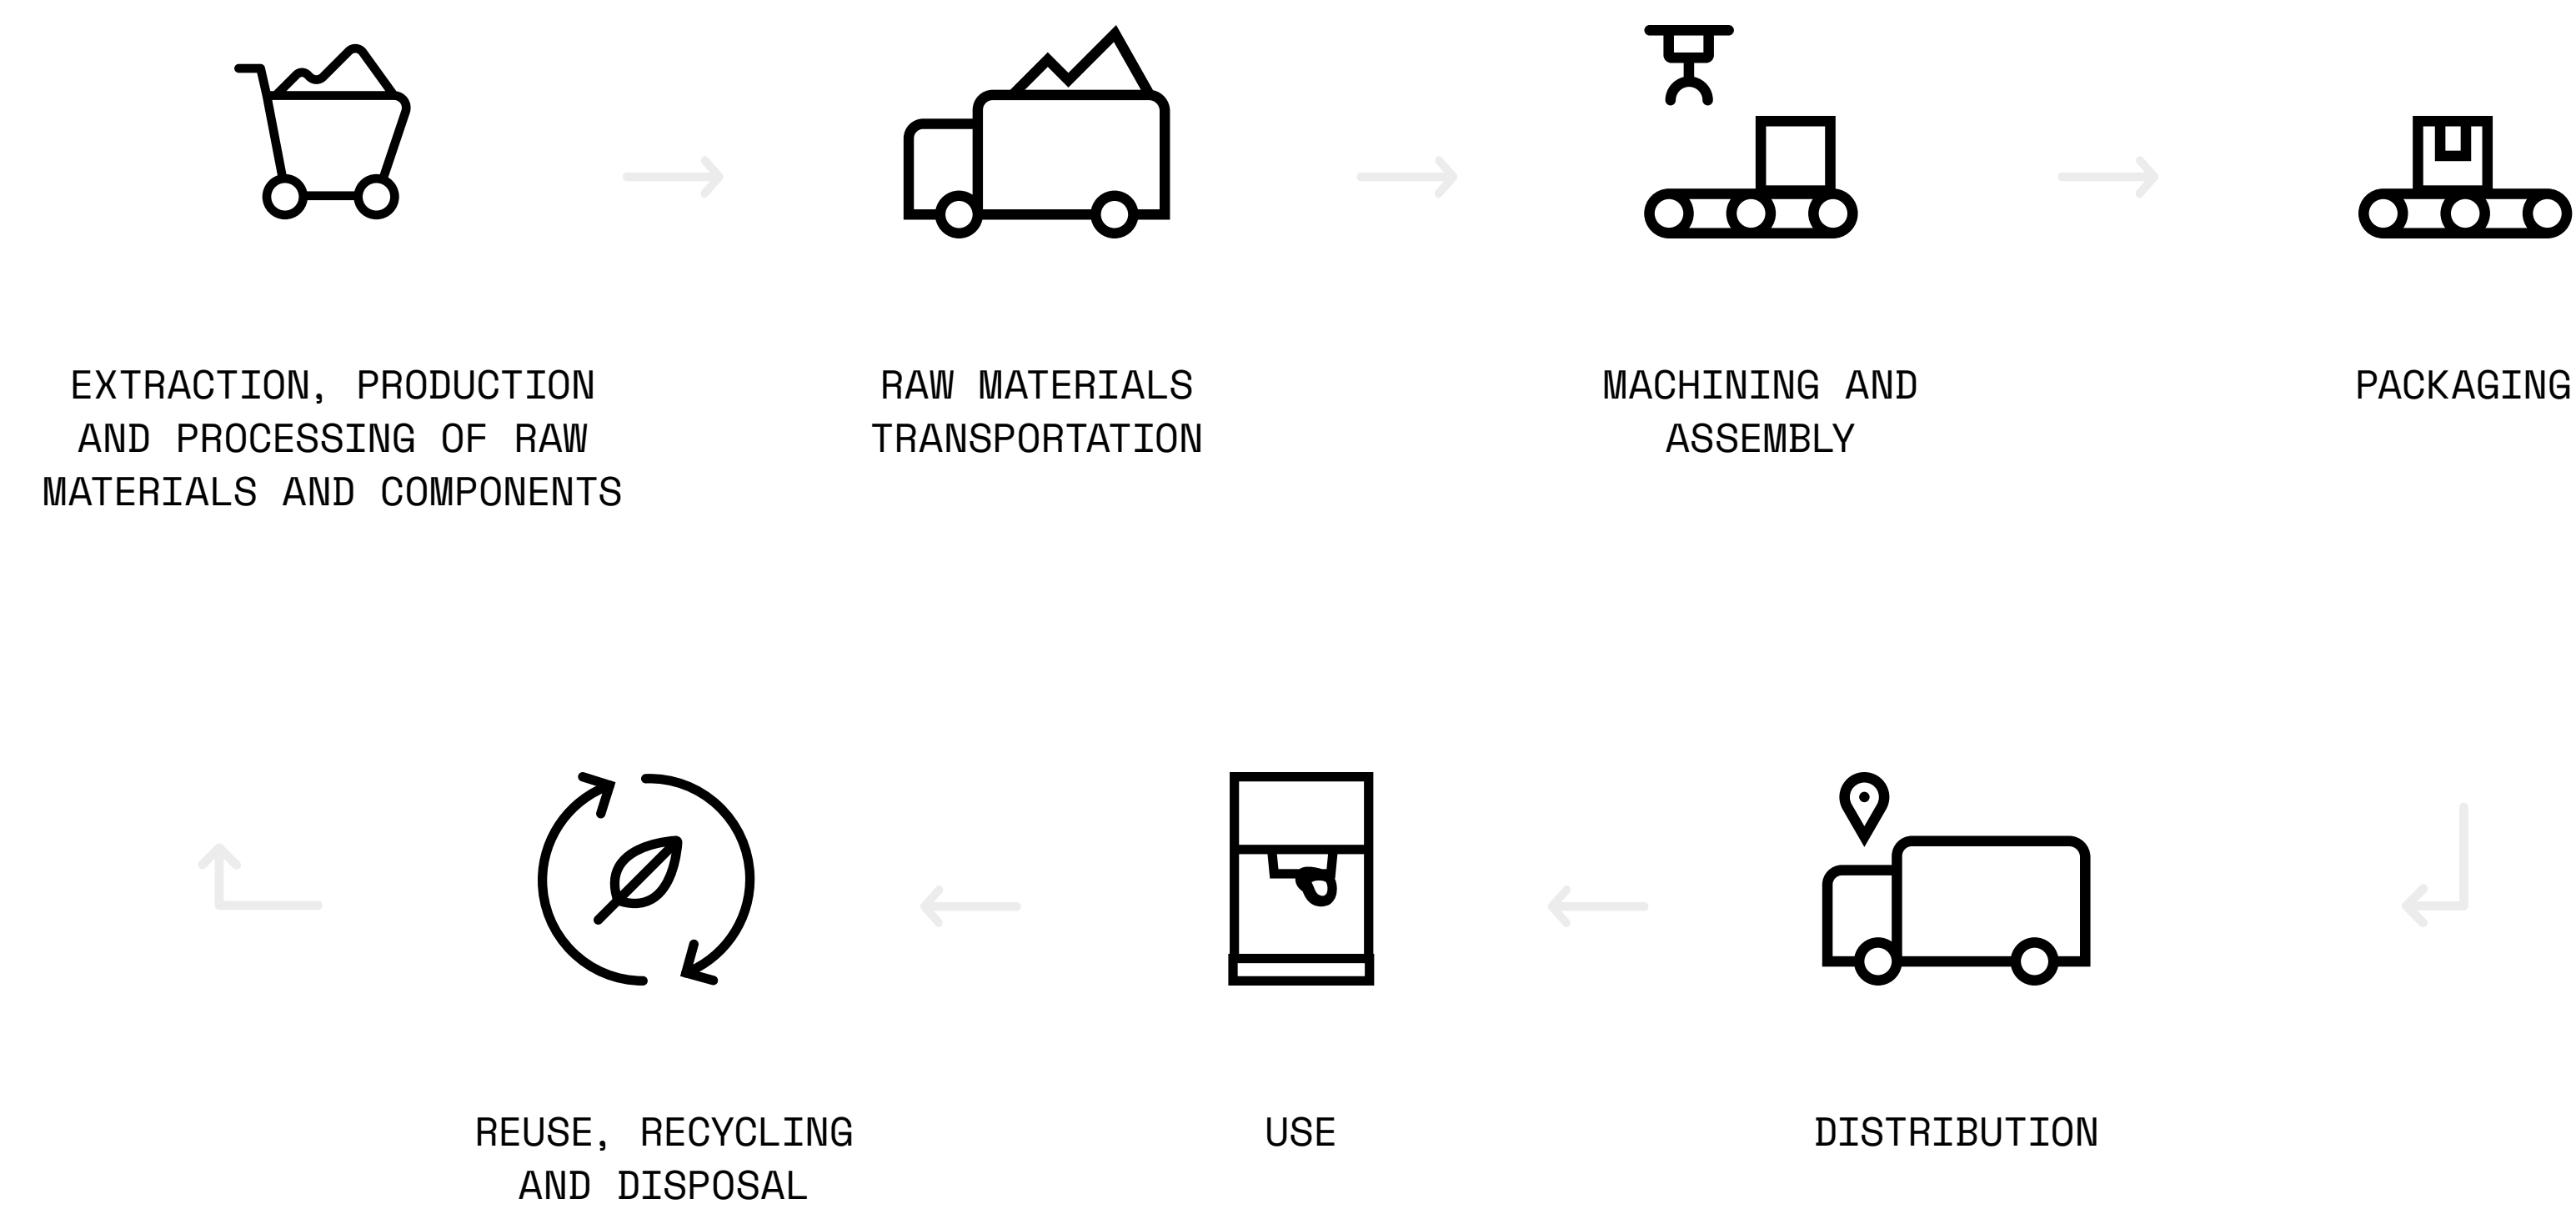 EXTRACTION, PRODUCTION
AND PROCESSING OF RAW
MATERIALS AND COMPONENTS
RAW MATERIALS
TRANSPORTATION
MACHINING AND
ASSEMBLY
PACKAGING
REUSE, RECYCLING
AND DISPOSAL
USE
DISTRIBUTION